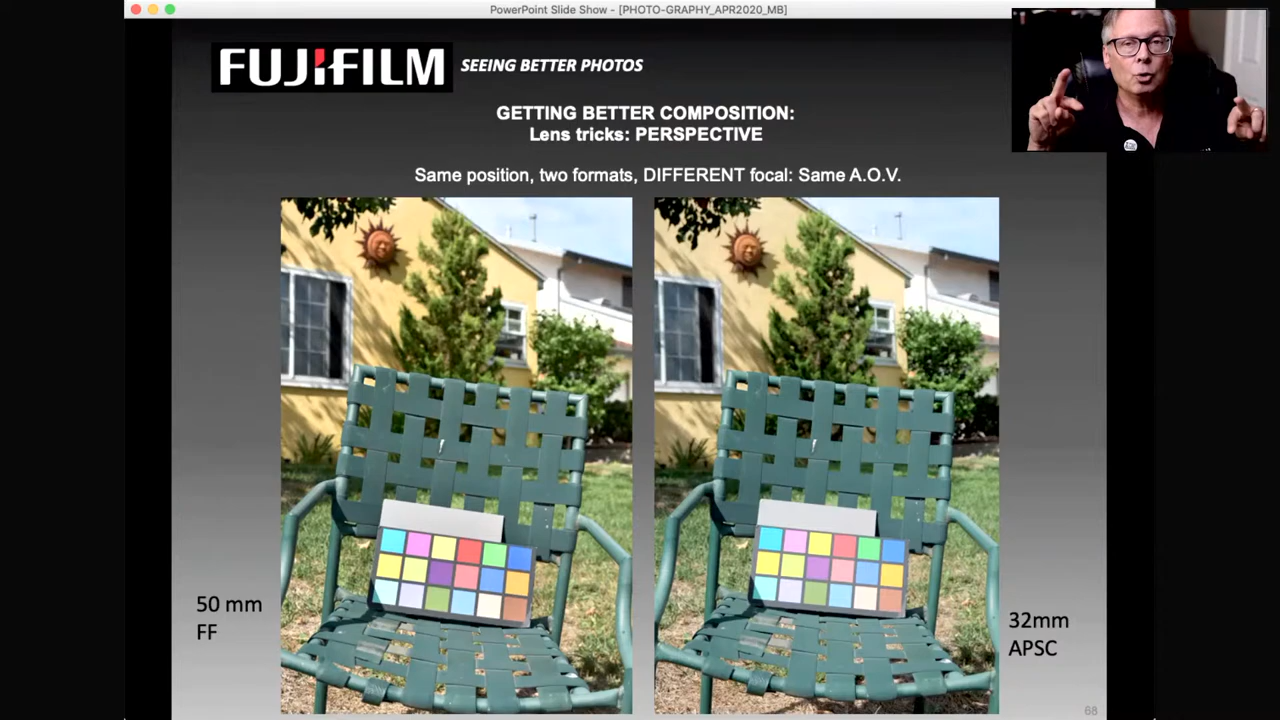 PowerPoint Slide Show - [PHOTO-GRAPHY_APR2020_MB]
FUJIFILM
SEEING BETTER PHOTOS
GETTING BETTER COMPOSITION:
Lens tricks: PERSPECTIVE
Same position, two formats, DIFFERENT focal: Same A.O.V.
50 mm
FF
32mm
APSC
68